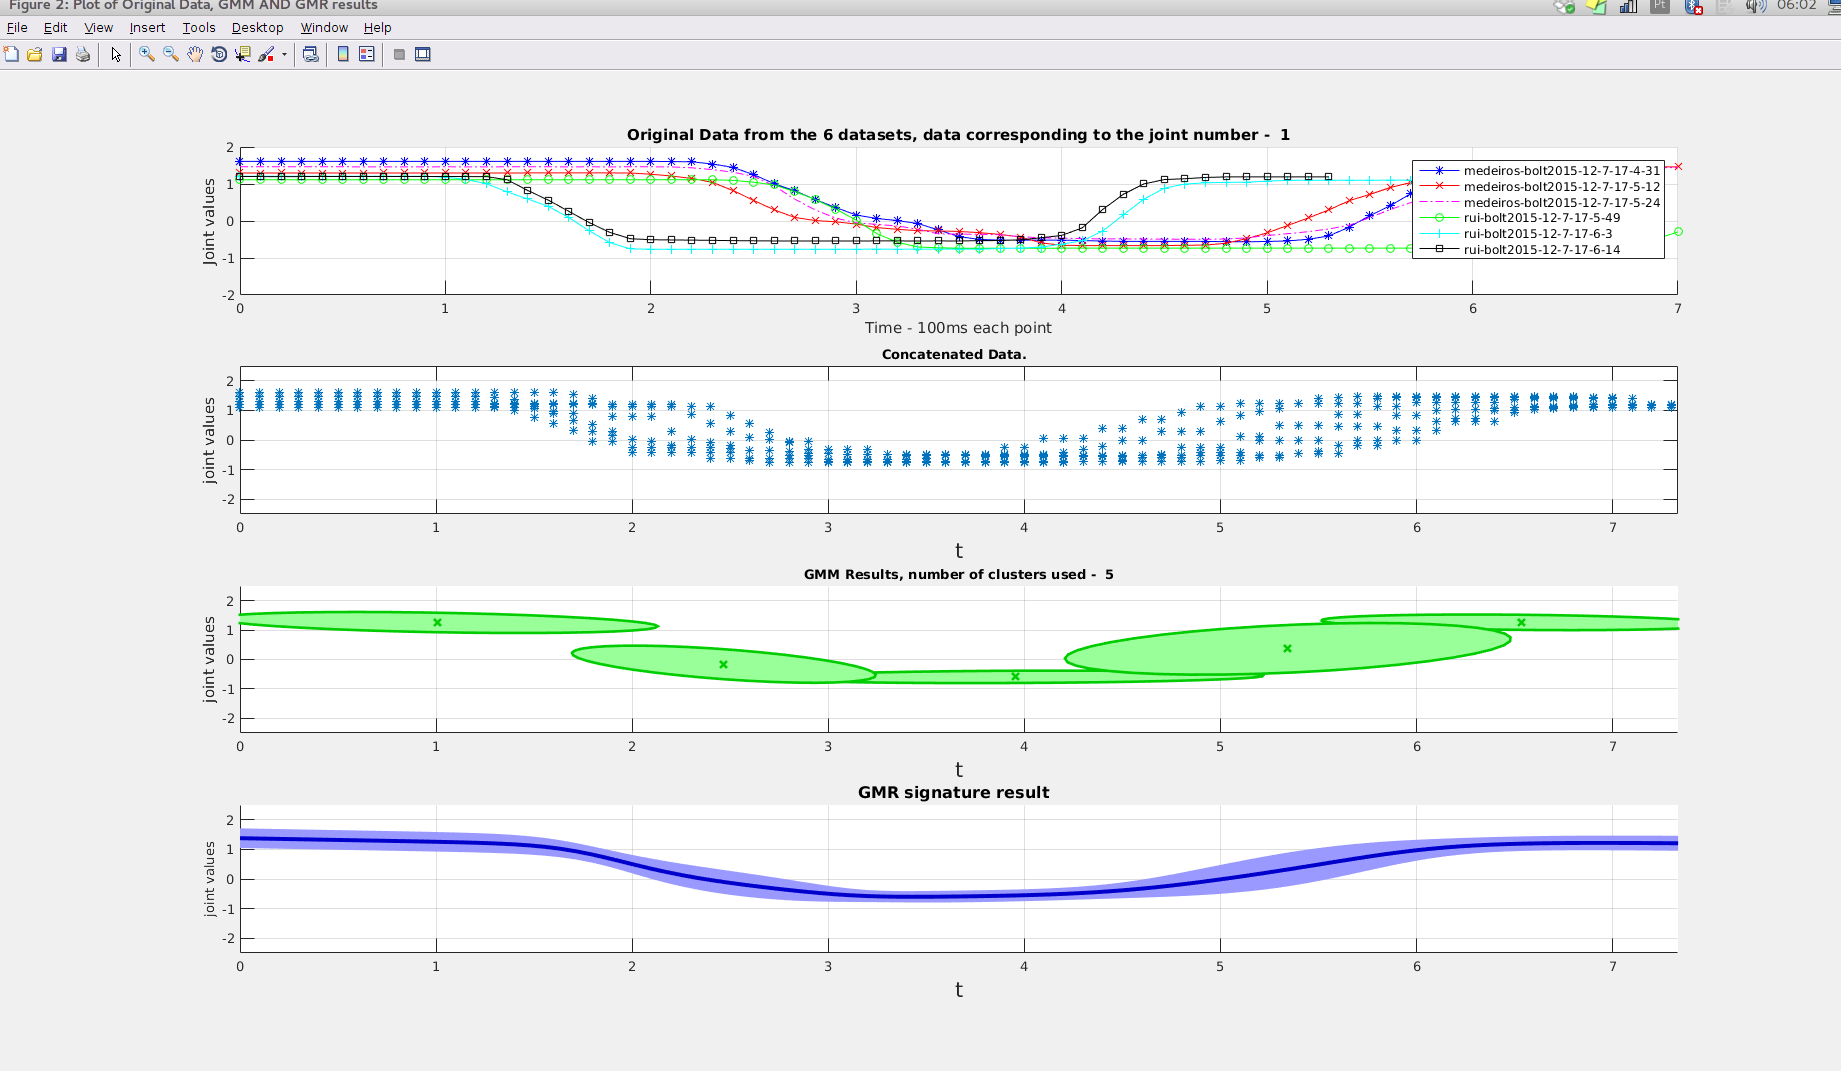 Figure 2: Plot of Original Data, GMM AND GMR results
Pt
06:02
File Edit View Insert Tools Desktop Window Help
Original Data from the 6 datasets, data corresponding to the joint number - 1
Joint values
2
1
0
-1
-2
medeiros-bolt2015-12-7-17-4-31
medeiros-bolt2015-12-7-17-5-12
medeiros-bolt2015-12-7-17-5-24
rui-bolt2015-12-7-17-5-49
rui-bolt2015-12-7-17-6-3
rui-bolt2015-12-7-17-6-14
0 1 2 3 4 5 6 7
Time - 100ms each point
Concatenated Data.
joint values
2
1
0
-1
-2
0 1 2 3 4 5 6 7
t
GMM Results, number of clusters used - 5
joint values
2
1
0
-1
-2
0 1 2 3 4 5 6 7
t
GMR signature result
joint values
2
1
0
-1
-2
0 1 2 3 4 5 6 7
t